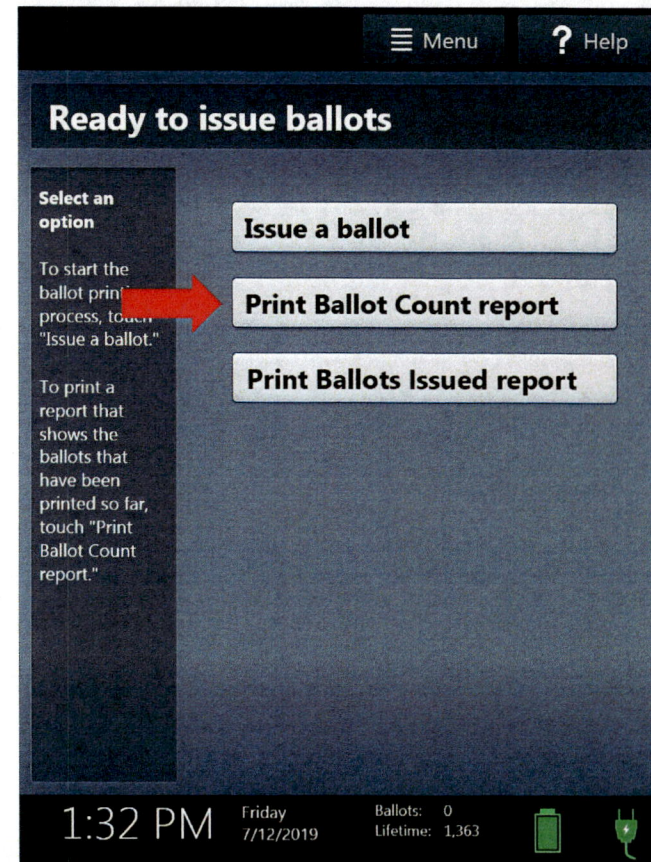 Menu
? Help
Ready to issue ballots
Select an
option
To start the
ballot
process, touch
"Issue a ballot."
To print a
report that
shows the
ballots that
have been
printed so far,
touch "Print
Ballot Count
report."
Issue a ballot
Print Ballot Count report
Print Ballots Issued report
1:32 PM
Friday
7/12/2019
Ballots: 0
Lifetime: 1,363